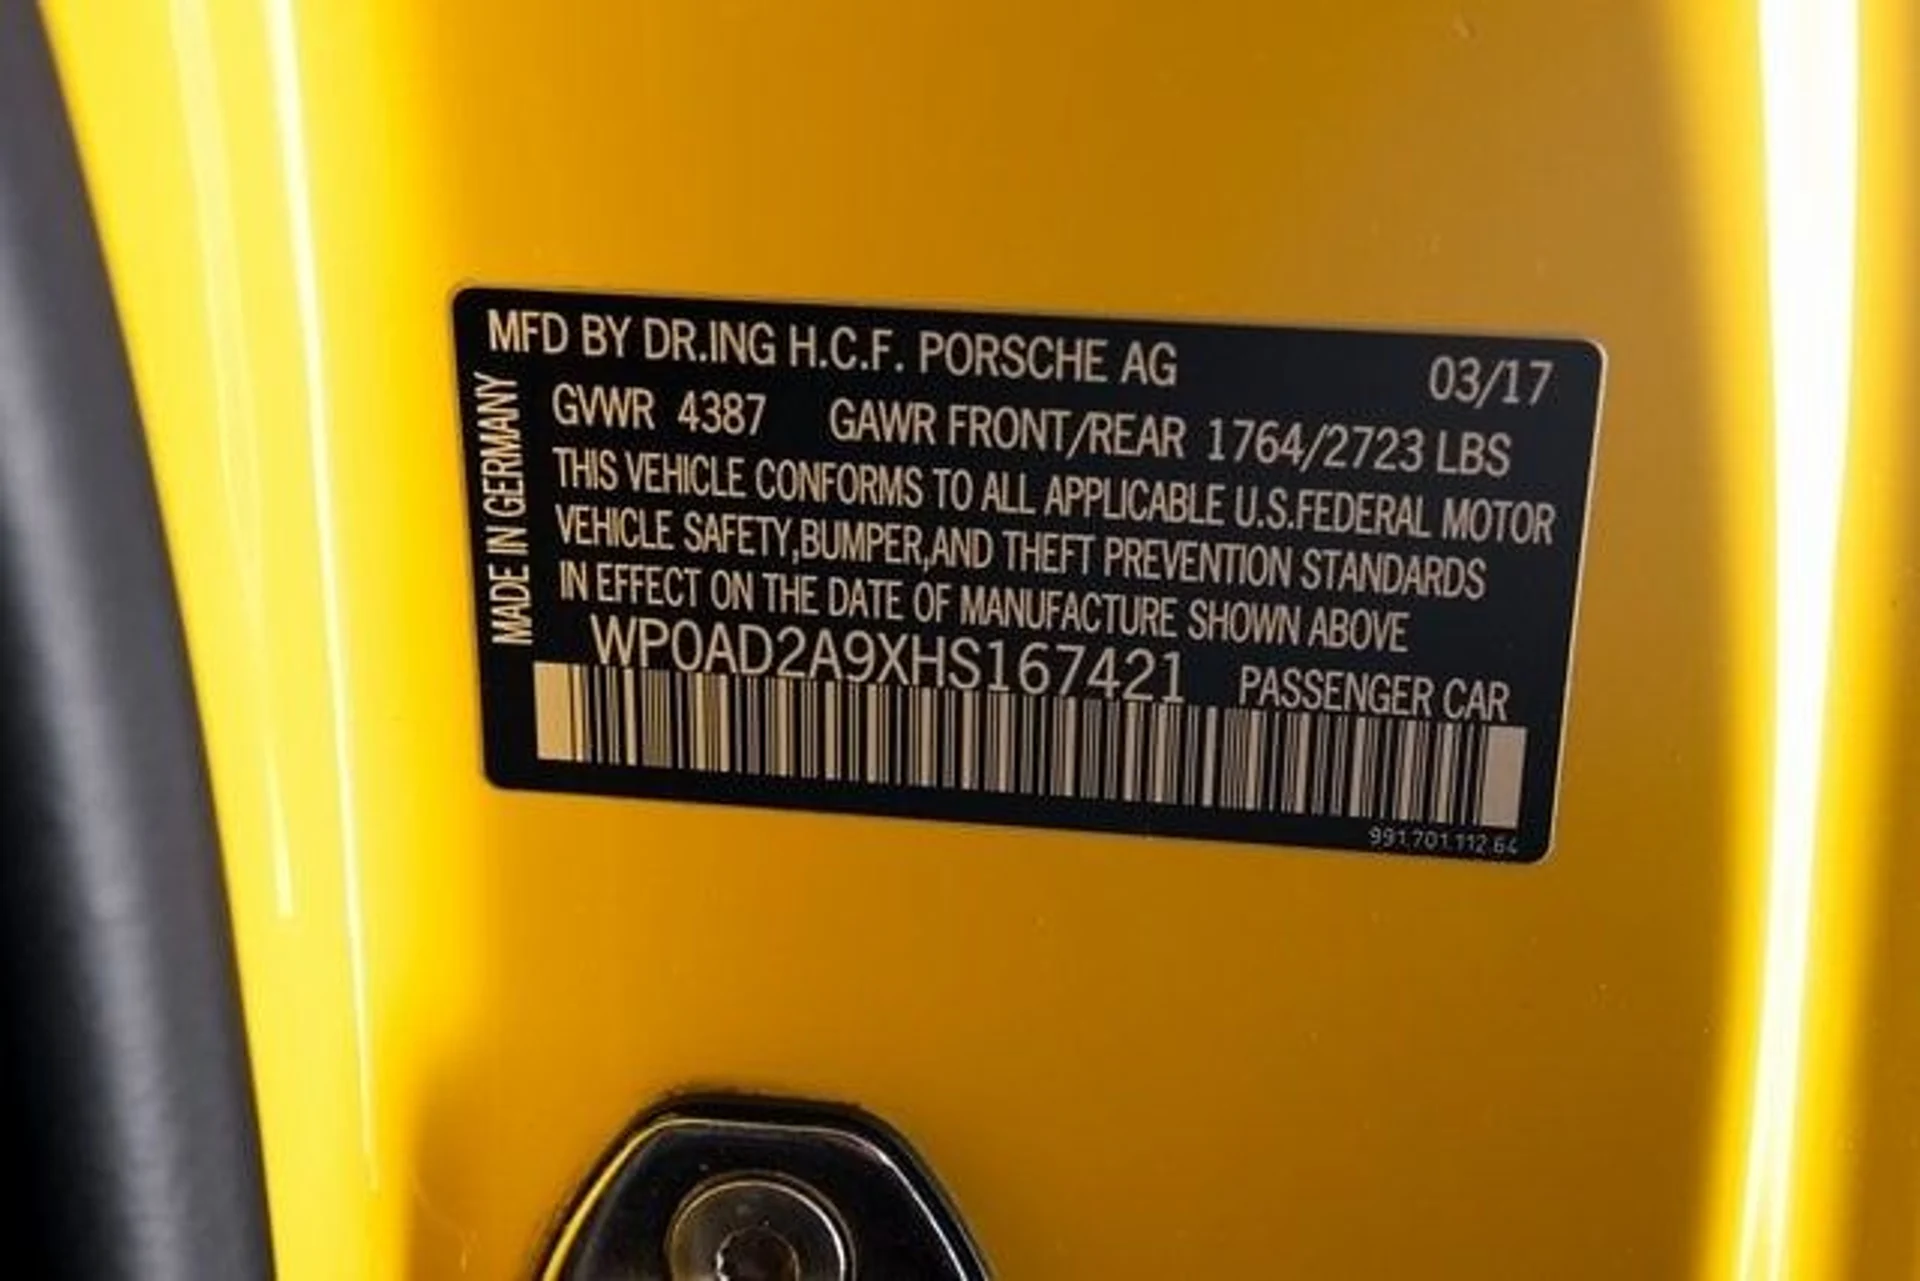 MFD BY DR.ING H.C.F. PORSCHE AG 03/17
GVWR 4387 GAWR FRONT/REAR 1764/2723 LBS
THIS VEHICLE CONFORMS TO ALL APPLICABLE U.S.FEDERAL MOTOR
VEHICLE SAFETY,BUMPER,AND THEFT PREVENTION STANDARDS
IN EFFECT ON THE DATE OF MANUFACTURE SHOWN ABOVE
WP0AD2A9XHS167421 PASSENGER CAR
991.701.112.64
MADE IN GERMANY